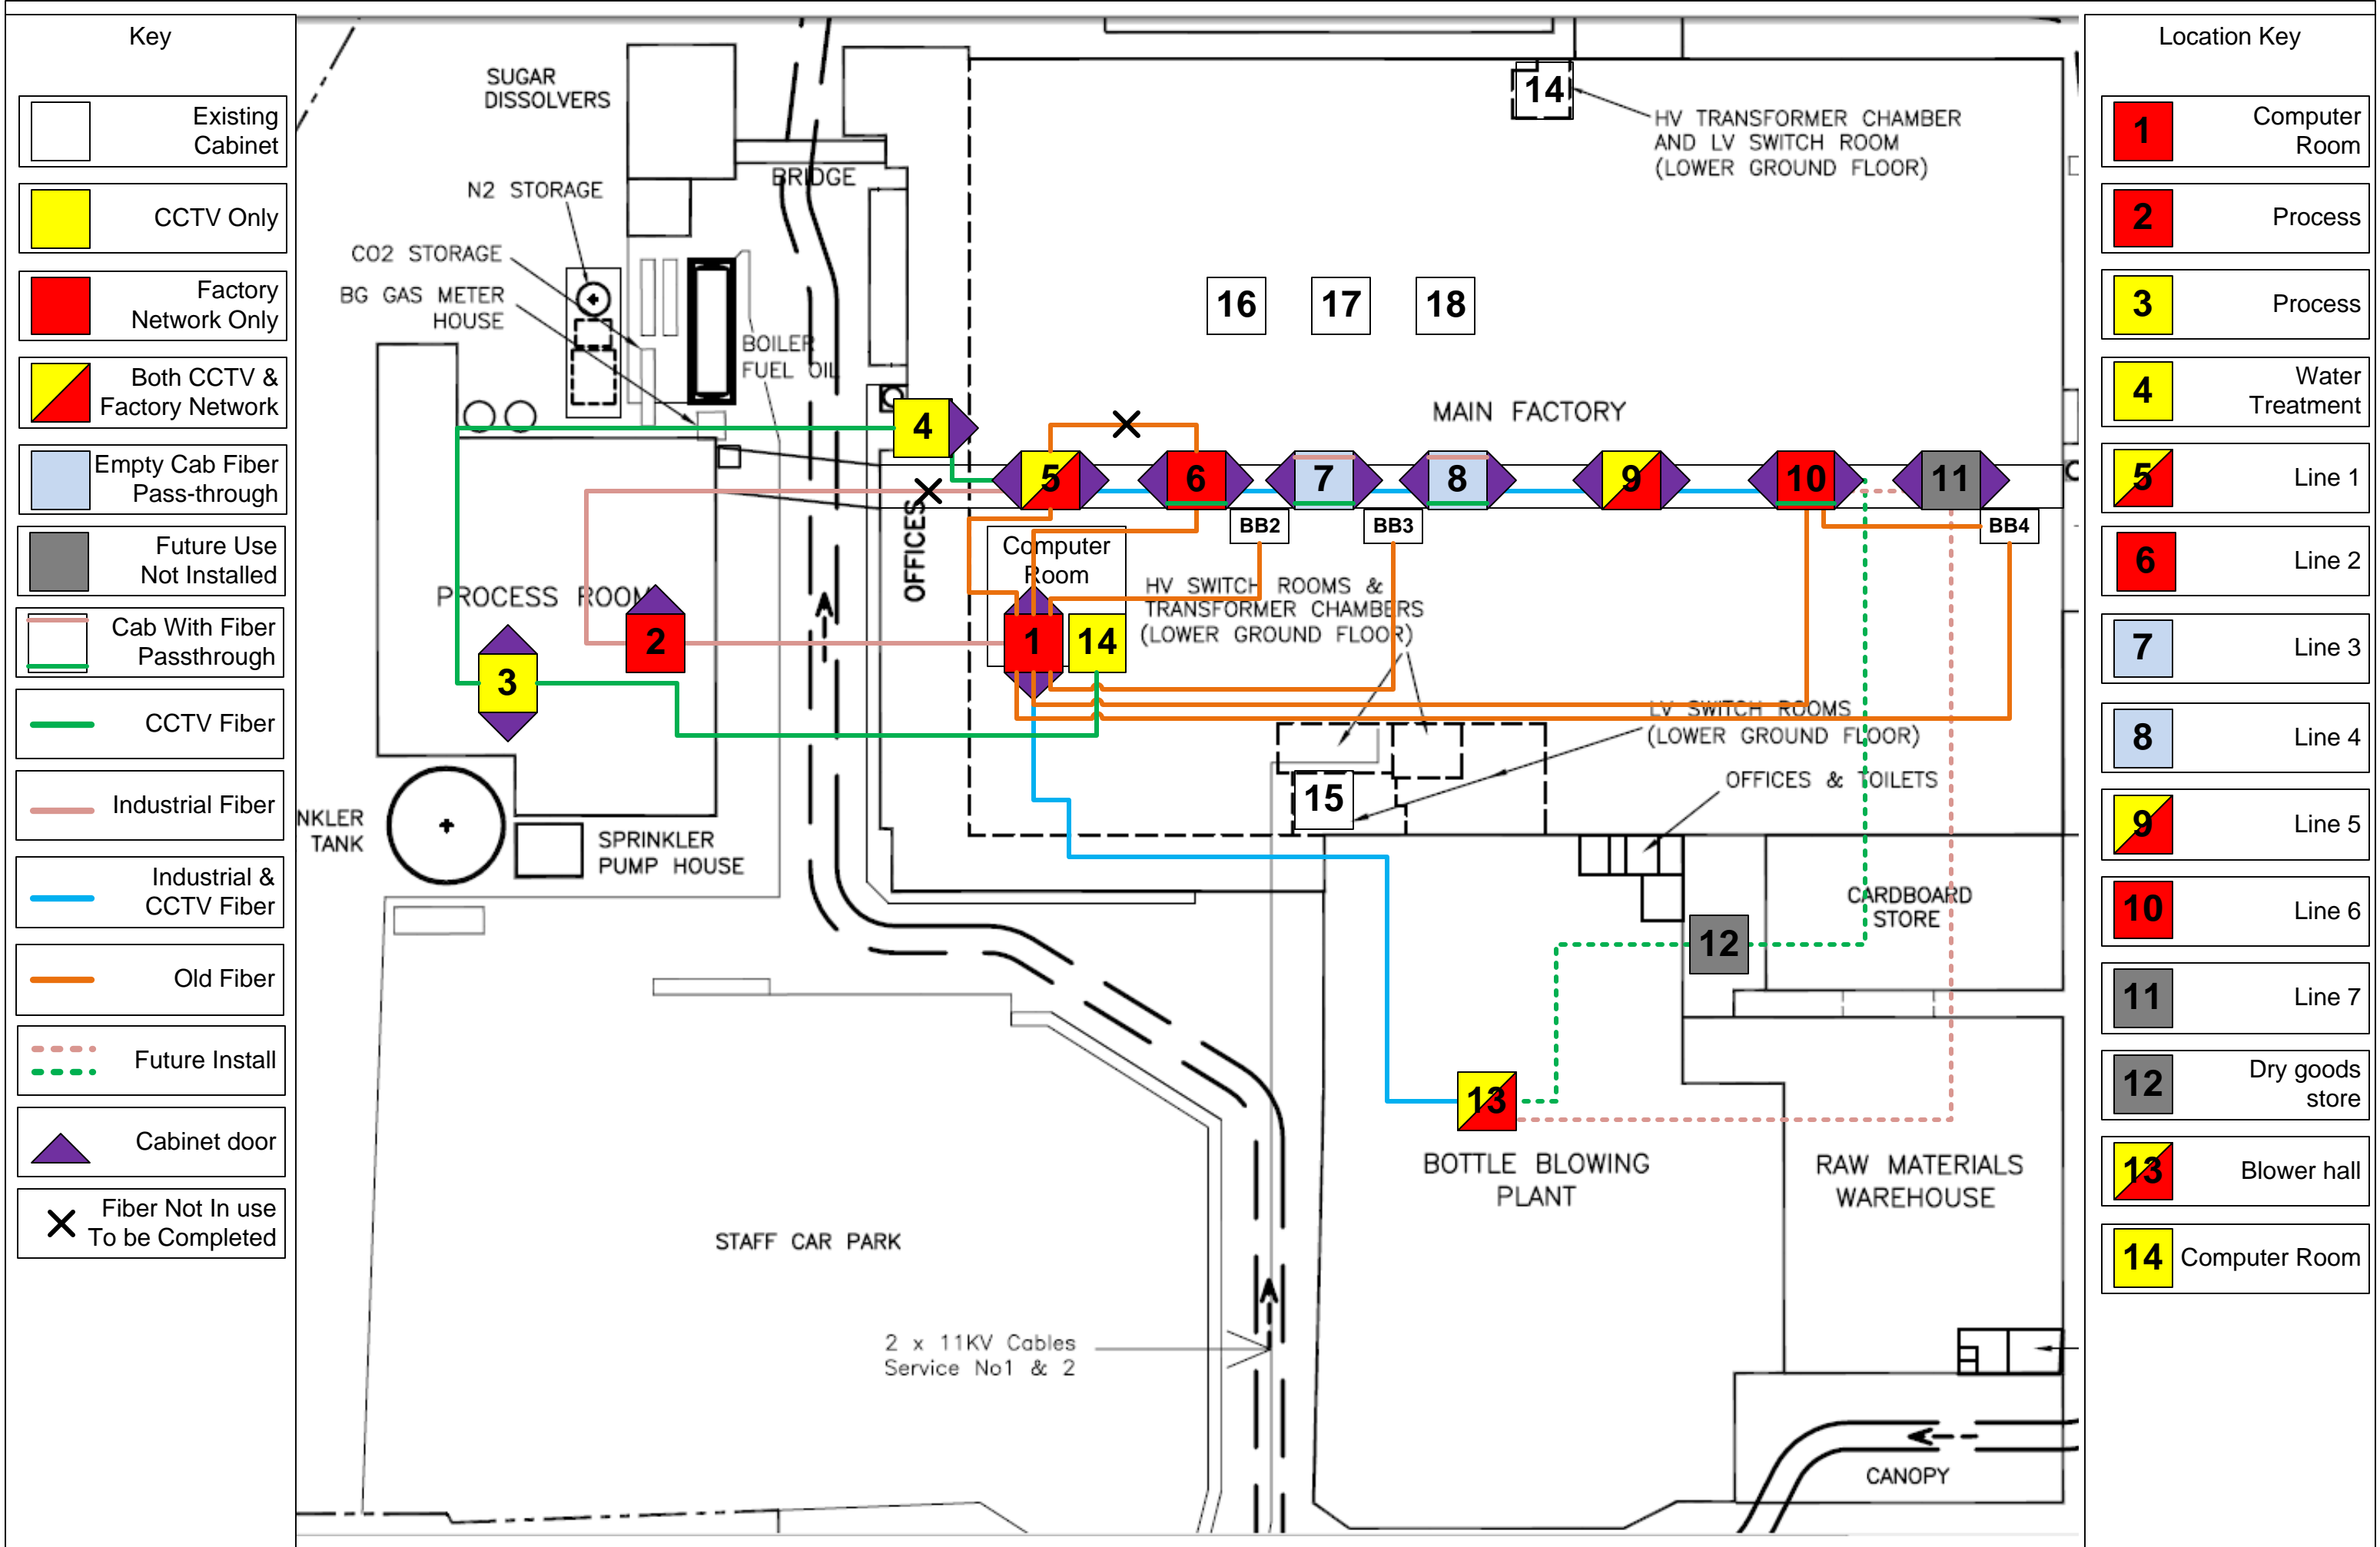 Key
Existing
Cabinet
CCTV Only
Factory
Network Only
Both CCTV &
Factory Network
Empty Cab Fiber
Pass-through
Future Use
Not Installed
Cab With Fiber
Passthrough
CCTV Fiber
Industrial Fiber
Industrial &
CCTV Fiber
Old Fiber
Future Install
Cabinet door
Fiber Not In use
To be Completed
SUGAR
DISSOLVERS
N2 STORAGE
BRIDGE
CO2 STORAGE
BG GAS METER
HOUSE
BOILER
FUEL OIL
14
HV TRANSFORMER CHAMBER
AND LV SWITCH ROOM
(LOWER GROUND FLOOR)
16
17
18
MAIN FACTORY
4
5
6
7
8
9
10
11
BB2
BB3
BB4
OFFICES
Computer
Room
PROCESS ROOM
HV SWITCH ROOMS &
TRANSFORMER CHAMBERS
(LOWER GROUND FLOOR)
1
14
2
3
LV SWITCH ROOMS
(LOWER GROUND FLOOR)
OFFICES & TOILETS
15
NKLER
TANK
SPRINKLER
PUMP HOUSE
CARDBOARD
STORE
12
13
BOTTLE BLOWING
PLANT
RAW MATERIALS
WAREHOUSE
STAFF CAR PARK
2 x 11KV Cables
Service No1 & 2
CANOPY
Location Key
1 Computer
Room
2 Process
3 Process
4 Water
Treatment
5 Line 1
6 Line 2
7 Line 3
8 Line 4
9 Line 5
10 Line 6
11 Line 7
12 Dry goods
store
13 Blower hall
14 Computer Room